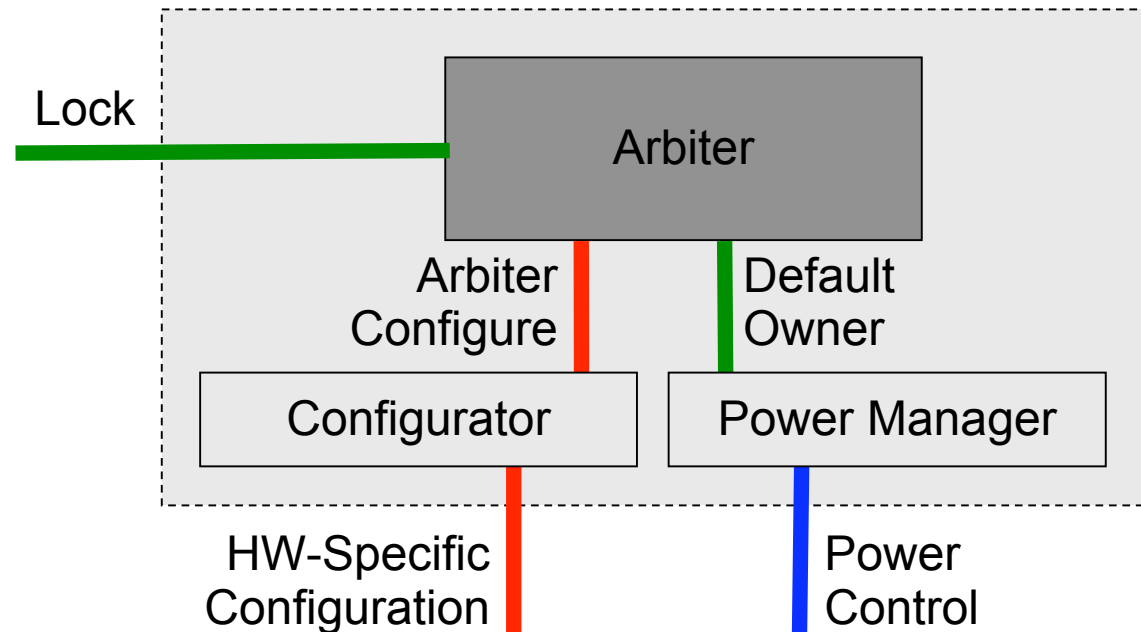 Lock
Arbiter
Arbiter
Configure
Default
Owner
Configurator
Power Manager
HW-Specific
Configuration
Power
Control